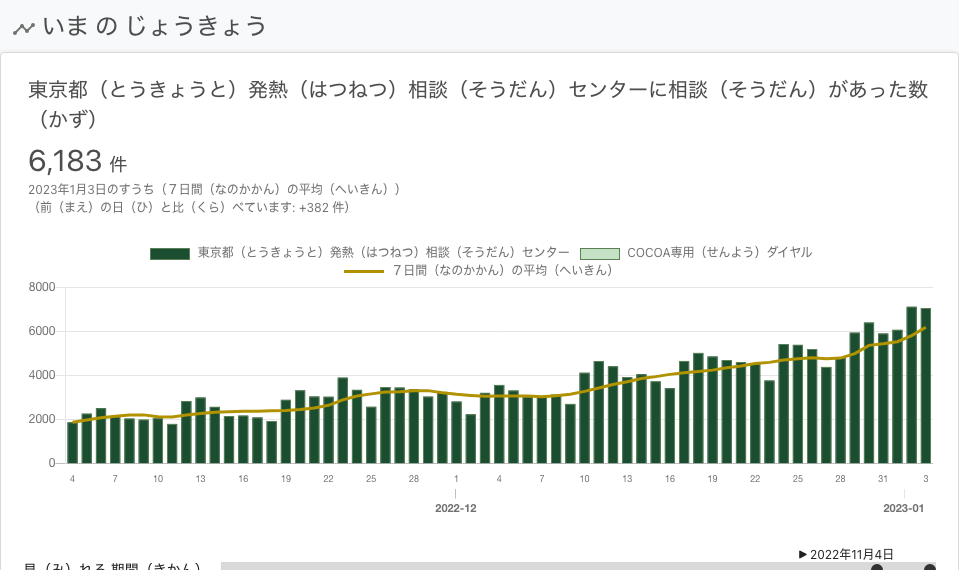 いま の じょうきょう
東京都（とうきょうと）発熱（はつねつ）相談（そうだん）センターに相談（そうだん）があった数
（かず）
6,183 件
2023年1月3日のすうち（７日間（なのかかん）の平均（へいきん））
（前（まえ）の日（ひ）と比（くら）べています: +382 件）
東京都（とうきょうと）発熱（はつねつ）相談（そうだん）センター COCOA専用（せんよう）ダイヤル
７日間（なのかかん）の平均（へいきん）
8000
6000
4000
2000
0
4 7 10 13 16 19 22 25 28 1 4 7 10 13 16 19 22 25 28 31 3
2022-12 2023-01
▶ 2022年11月4日
見（み）れる 期間（きかん）